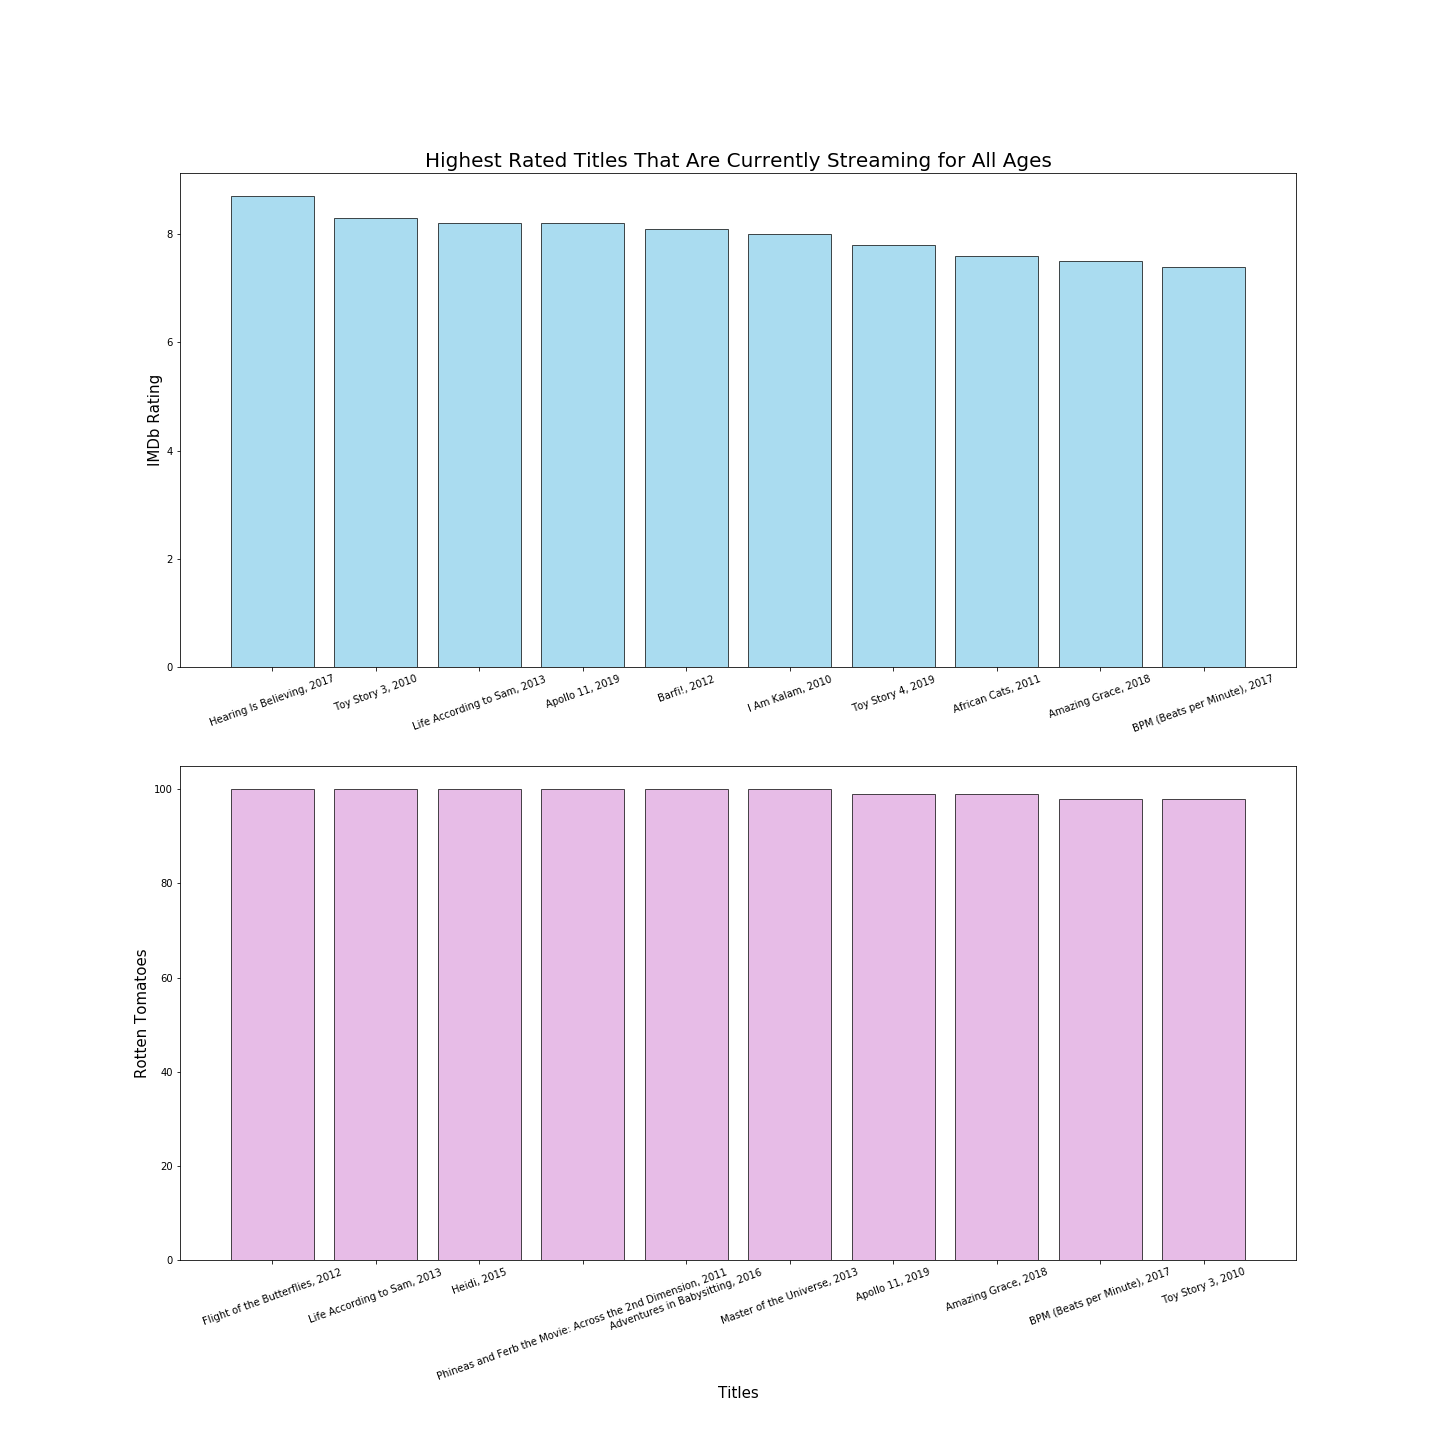 Highest Rated Titles That Are Currently Streaming for All Ages
IMDb Rating
8
6
4
2
0
Hearing Is Believing, 2017
Toy Story 3, 2010
Life According to Sam, 2013
Apollo 11, 2019
Barfi!, 2012
I Am Kalam, 2010
Toy Story 4, 2019
African Cats, 2011
Amazing Grace, 2018
BPM (Beats per Minute), 2017
Rotten Tomatoes
100
80
60
40
20
0
Flight of the Butterflies, 2012
Life According to Sam, 2013
Heidi, 2015
Phineas and Ferb the Movie: Across the 2nd Dimension, 2011
Adventures in Babysitting, 2016
Master of the Universe, 2013
Apollo 11, 2019
Amazing Grace, 2018
BPM (Beats per Minute), 2017
Toy Story 3, 2010
Titles